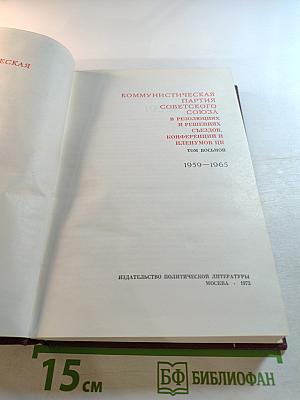 ЕСКАЯ
КОММУНИСТИЧЕСКАЯ
ПАРТИЯ
СОВЕТСКОГО
СОЮЗА
В РЕЗОЛЮЦИЯХ
И РЕШЕНИЯХ
СЪЕЗДОВ,
КОНФЕРЕНЦИЙ И
ПЛЕНУМОВ ЦК
ТОМ ВОСЬМОЙ
1959—1965
ИЗДАТЕЛЬСТВО ПОЛИТИЧЕСКОЙ ЛИТЕРАТУРЫ
МОСКВА · 1972
15 см
БФ БИБЛИОФАН